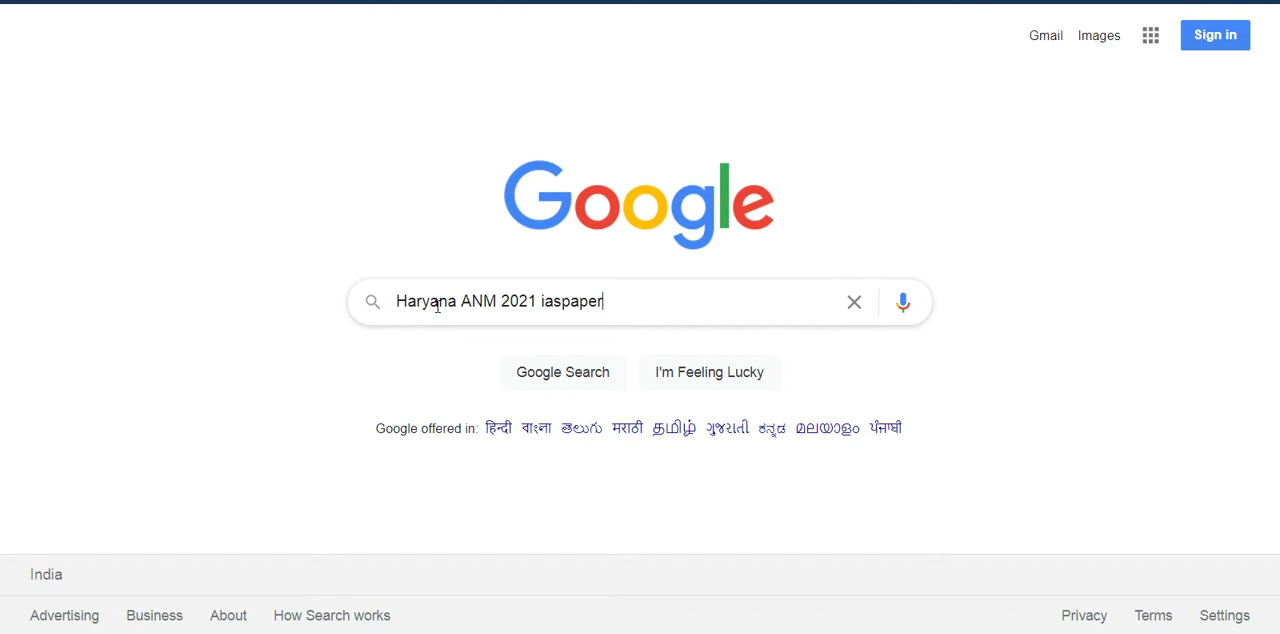 Gmail Images Sign in
Google
Haryana ANM 2021 iaspaper
Google Search I'm Feeling Lucky
Google offered in: हिन्दी বাংলা తెలుగు मराठी தமிழ் ગુજરાતી ಕನ್ನಡ മലയാളം ਪੰਜਾਬੀ
India
Advertising Business About How Search works Privacy Terms Settings